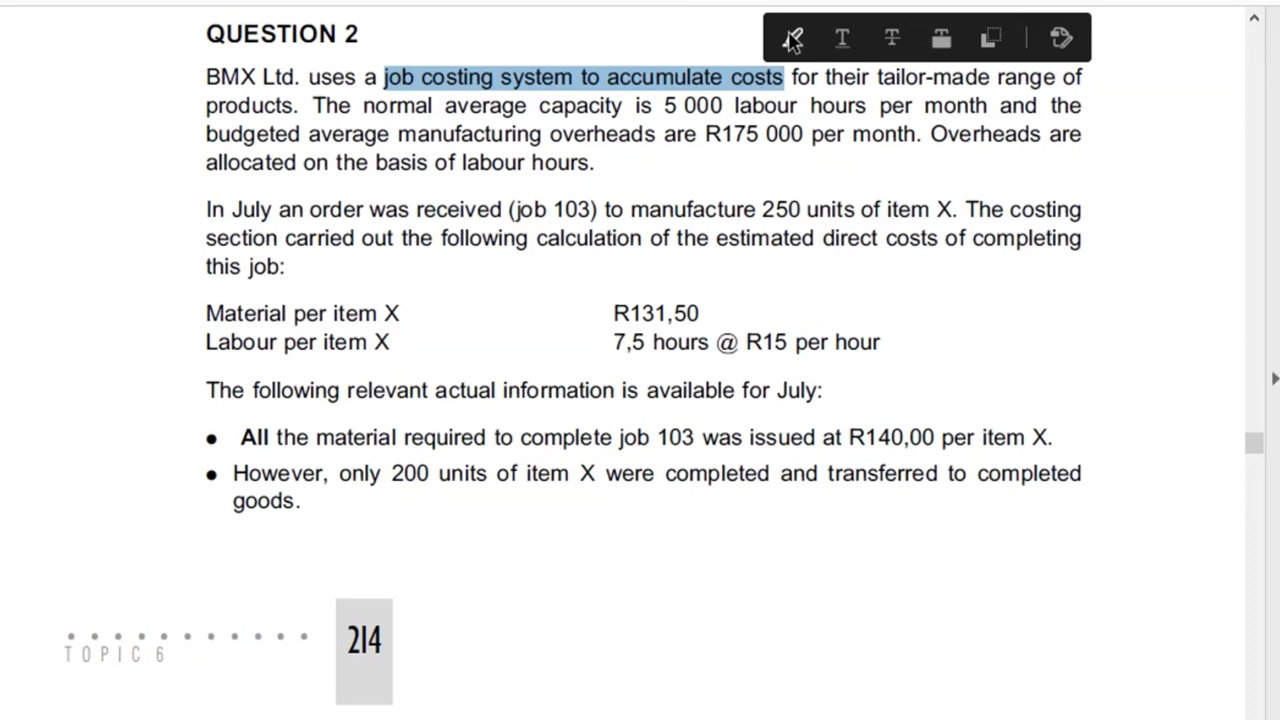 QUESTION 2
BMX Ltd. uses a job costing system to accumulate costs for their tailor-made range of
products. The normal average capacity is 5 000 labour hours per month and the
budgeted average manufacturing overheads are R175 000 per month. Overheads are
allocated on the basis of labour hours.
In July an order was received (job 103) to manufacture 250 units of item X. The costing
section carried out the following calculation of the estimated direct costs of completing
this job:
Material per item X R131,50
Labour per item X 7,5 hours @ R15 per hour
The following relevant actual information is available for July:
● All the material required to complete job 103 was issued at R140,00 per item X.
● However, only 200 units of item X were completed and transferred to completed
goods.
TOPIC 6
214